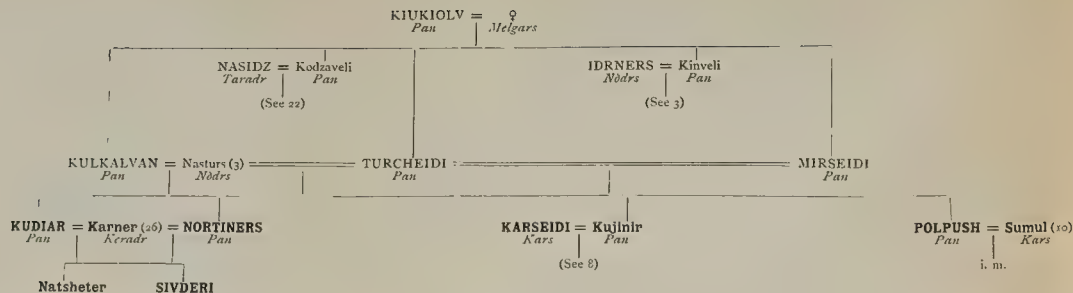 KIUKIOLV = ♀
Pan Melgars
NASIDZ = Kodzaveli
Taradr Pan
(See 22)
IDRNERS = Kinveli
Nòdrs Pan
(See 3)
KULKALVAN = Nasturs (3) = TURCHEIDI = MIRSEIDI
Pan Nòdrs Pan Pan
KUDIAR = Karner (26) = NORTINERS
Pan Keradr Pan
KARSEIDI = Kujinir
Kars Pan
(See 8)
POLPUSH = Sumul (10)
Pan Kars
i. m.
Natsheter SIVDERI